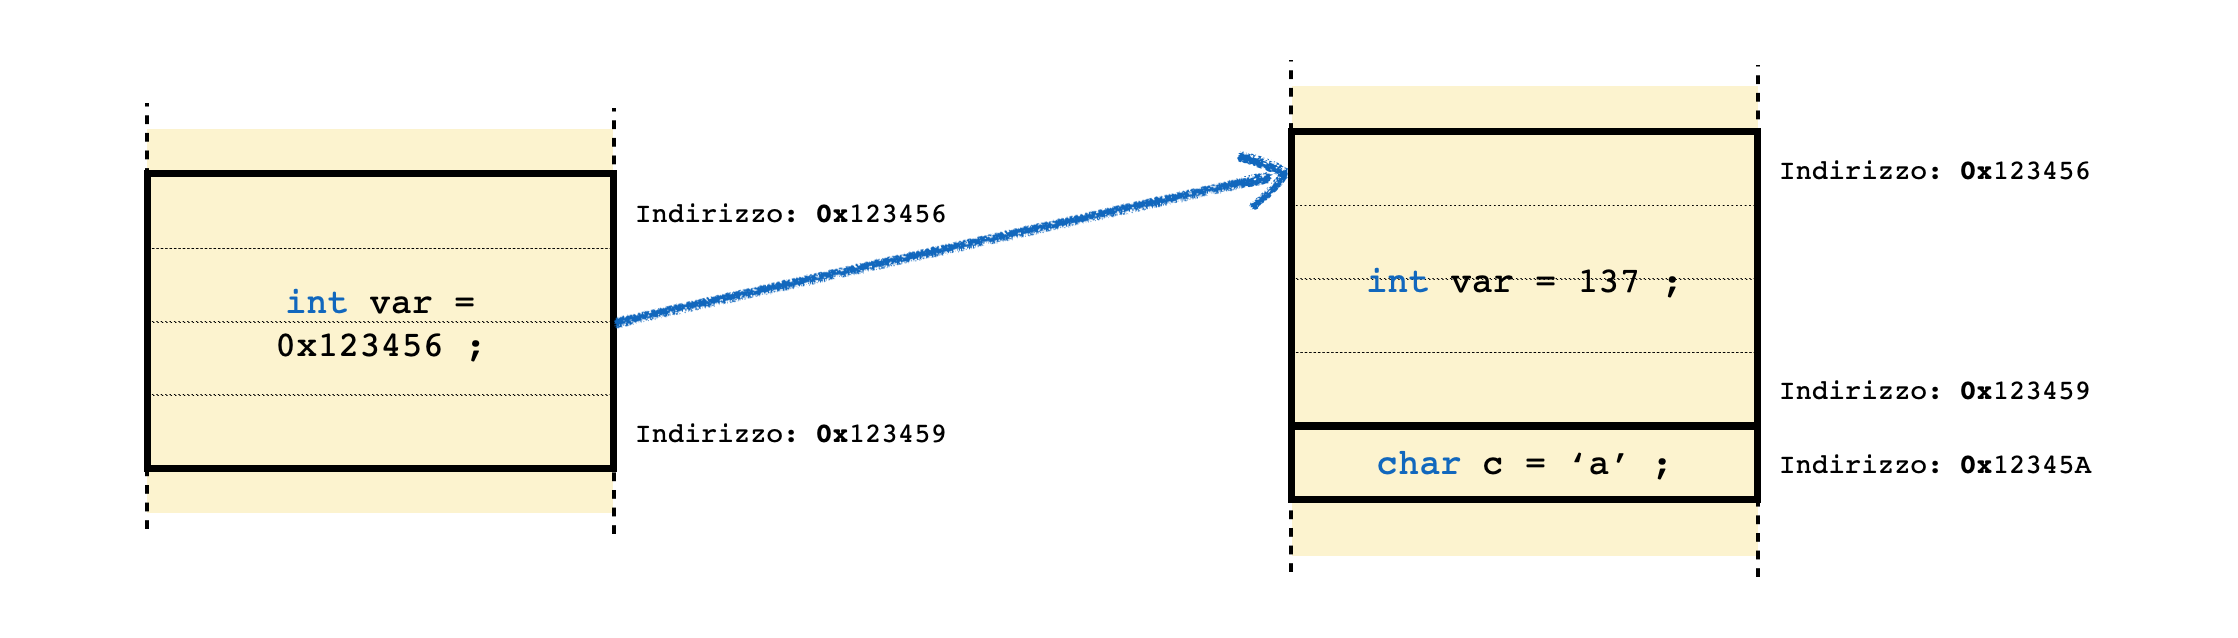 Indirizzo: 0x123456
int var =
0x123456 ;
Indirizzo: 0x123459
Indirizzo: 0x123456
int var = 137 ;
Indirizzo: 0x123459
char c = ‘a’ ;
Indirizzo: 0x12345A